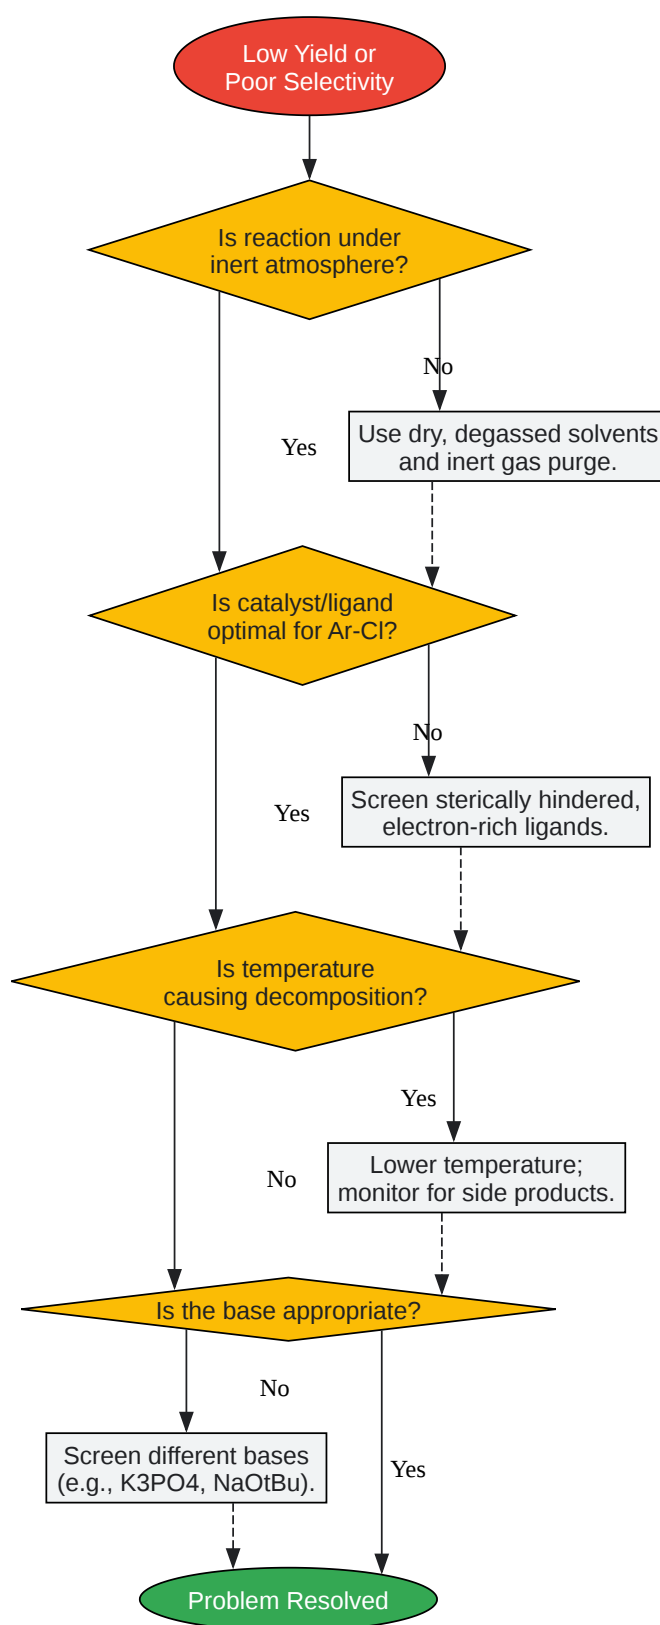 Low Yield or
Poor Selectivity
Is reaction under
inert atmosphere?
No
Yes
Use dry, degassed solvents
and inert gas purge.
Is catalyst/ligand
optimal for Ar-Cl?
No
Yes
Screen sterically hindered,
electron-rich ligands.
Is temperature
causing decomposition?
Yes
No
Lower temperature;
monitor for side products.
Is the base appropriate?
No
Yes
Screen different bases
(e.g., K3PO4, NaOtBu).
Problem Resolved